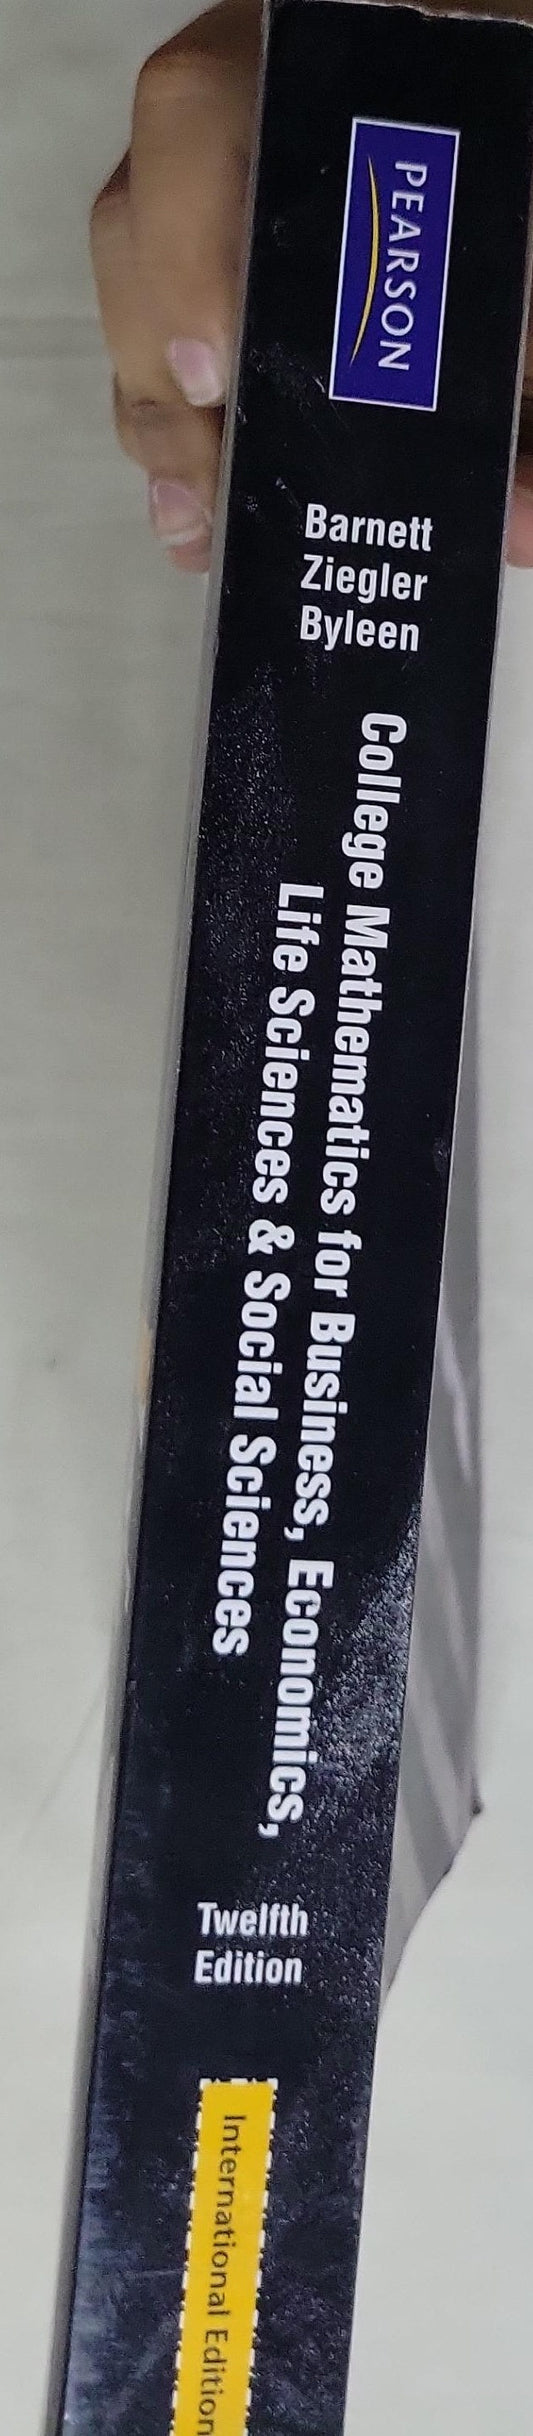 PEARSON
Barnett
Ziegler
Byleen
College Mathematics for Business, Economics,
Life Sciences & Social Sciences
Twelfth
Edition
International Edition